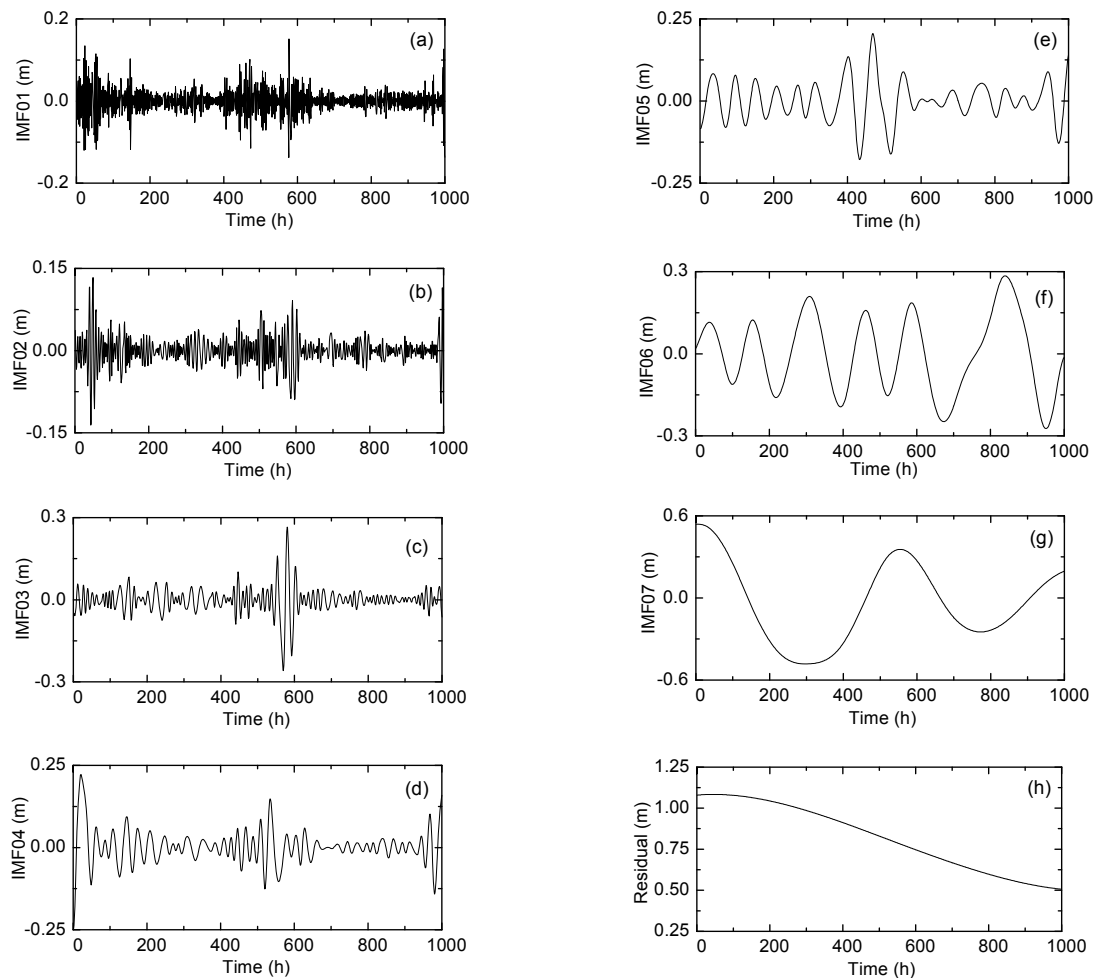 (a)
0.2
0.0
-0.2
IMF01 (m)
0 200 400 600 800 1000
Time (h)
(b)
0.15
0.00
-0.15
IMF02 (m)
0 200 400 600 800 1000
Time (h)
(c)
0.3
0.0
-0.3
IMF03 (m)
0 200 400 600 800 1000
Time (h)
(d)
0.25
0.00
-0.25
IMF04 (m)
0 200 400 600 800 1000
Time (h)
(e)
0.25
0.00
-0.25
IMF05 (m)
0 200 400 600 800 1000
Time (h)
(f)
0.3
0.0
-0.3
IMF06 (m)
0 200 400 600 800 1000
Time (h)
(g)
0.6
0.0
-0.6
IMF07 (m)
0 200 400 600 800 1000
Time (h)
(h)
1.25
1.00
0.75
0.50
0.25
Residual (m)
0 200 400 600 800 1000
Time (h)